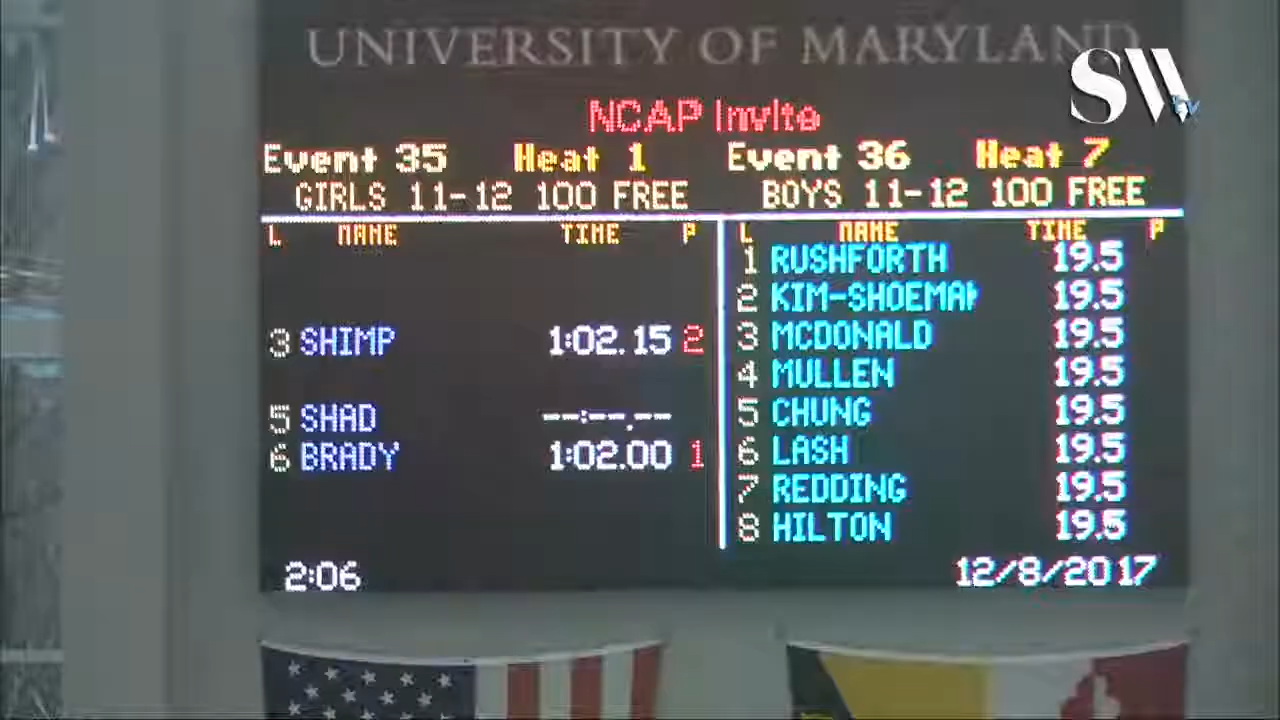 UNIVERSITY OF MARYLAND
SW
tv
NCAP Invite
Event 35 Heat 1
GIRLS 11-12 100 FREE
L NAME TIME P
3 SHIMP 1:02.15 2
5 SHAD --:--.--
6 BRADY 1:02.00 1
2:06
Event 36 Heat 7
BOYS 11-12 100 FREE
L NAME TIME P
1 RUSHFORTH 19.5
2 KIM-SHOEMAK 19.5
3 MCDONALD 19.5
4 MULLEN 19.5
5 CHUNG 19.5
6 LASH 19.5
7 REDDING 19.5
8 HILTON 19.5
12/8/2017